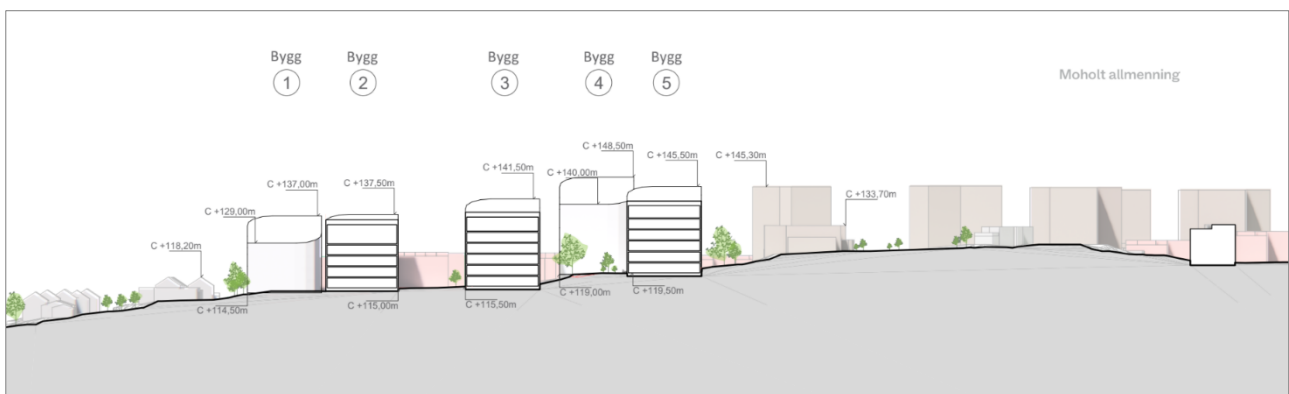 Bygg
1
Bygg
2
Bygg
3
Bygg
4
Bygg
5
Moholt allmenning
C +148,50m
C +145,50m
C +145,30m
C +141,50m
C +140,00m
C +137,00m
C +137,50m
C +133,70m
C +129,00m
C +118,20m
C +114,50m
C +115,00m
C +115,50m
C +119,00m
C +119,50m